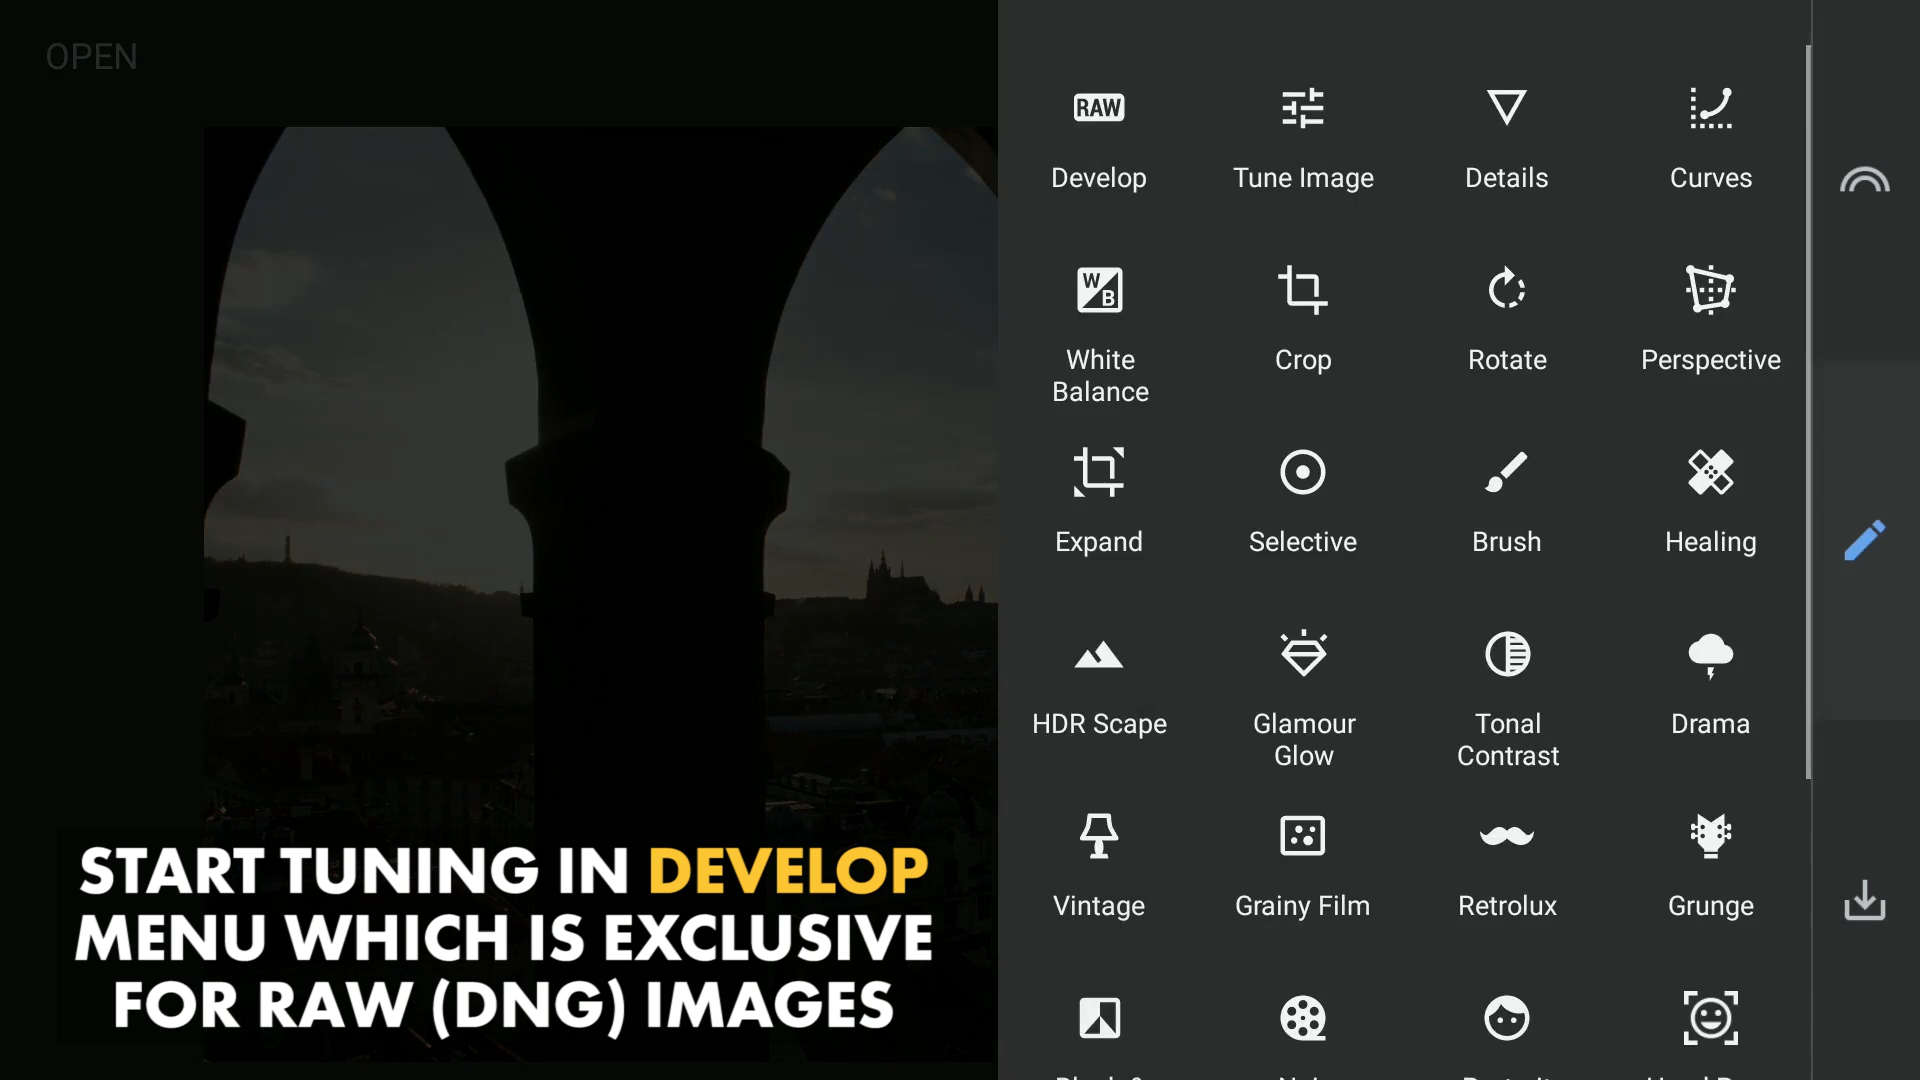 OPEN
RAW
Develop
Tune Image
Details
Curves
W
B
White
Balance
Crop
Rotate
Perspective
Expand
Selective
Brush
Healing
HDR Scape
Glamour
Glow
Tonal
Contrast
Drama
Vintage
Grainy Film
Retrolux
Grunge
START TUNING IN DEVELOP
MENU WHICH IS EXCLUSIVE
FOR RAW (DNG) IMAGES